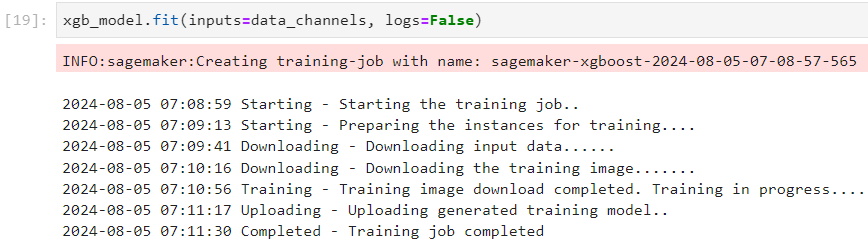 [19]: xgb_model.fit(inputs=data_channels, logs=False)
INFO:sagemaker:Creating training-job with name: sagemaker-xgboost-2024-08-05-07-08-57-565
2024-08-05 07:08:59 Starting - Starting the training job..
2024-08-05 07:09:13 Starting - Preparing the instances for training....
2024-08-05 07:09:41 Downloading - Downloading input data......
2024-08-05 07:10:16 Downloading - Downloading the training image.......
2024-08-05 07:10:56 Training - Training image download completed. Training in progress....
2024-08-05 07:11:17 Uploading - Uploading generated training model..
2024-08-05 07:11:30 Completed - Training job completed